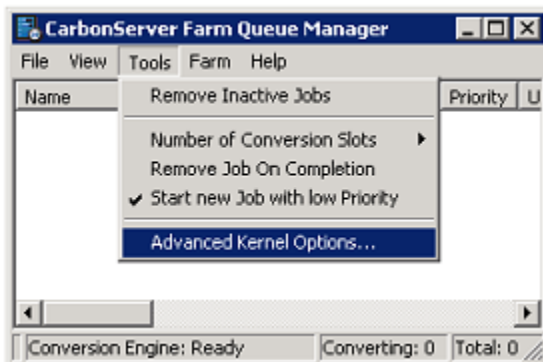 CarbonServer Farm Queue Manager
File View Tools Farm Help
Name Priority U
Remove Inactive Jobs
Number of Conversion Slots
Remove Job On Completion
Start new Job with low Priority
Advanced Kernel Options...
Conversion Engine: Ready Converting: 0 Total: 0